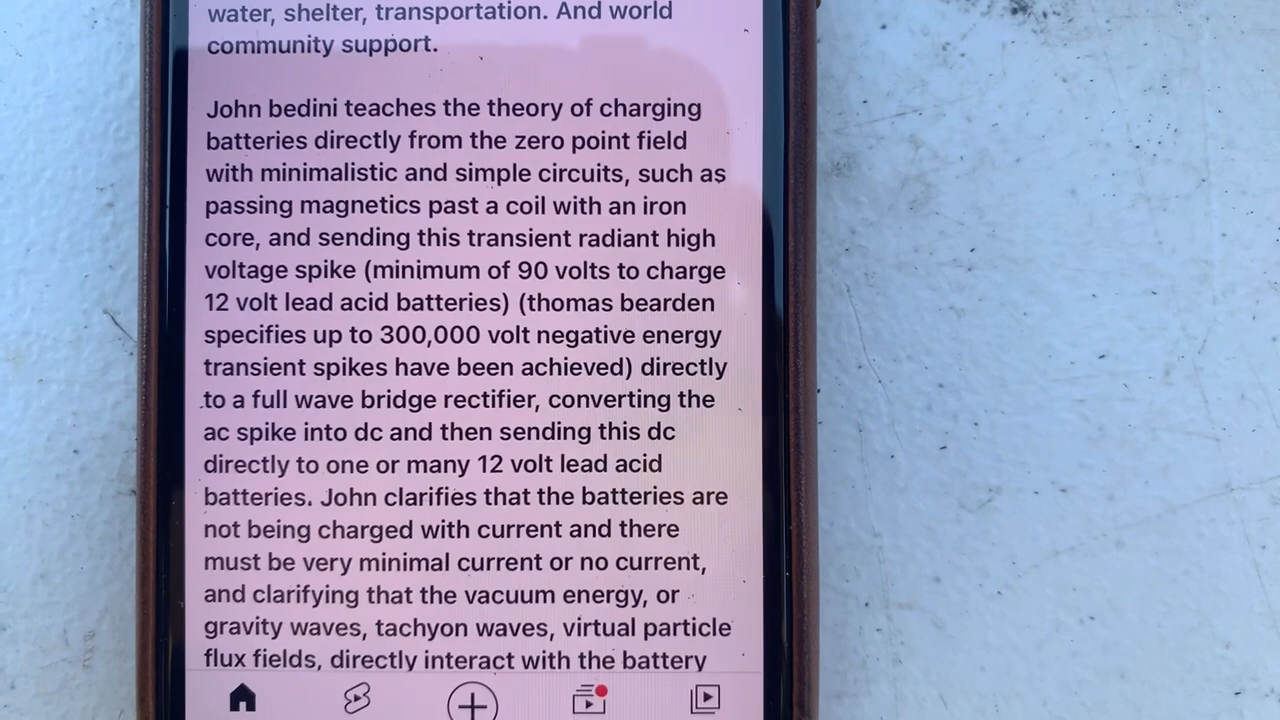 water, shelter, transportation. And world
community support.
John bedini teaches the theory of charging
batteries directly from the zero point field
with minimalistic and simple circuits, such as
passing magnetics past a coil with an iron
core, and sending this transient radiant high
voltage spike (minimum of 90 volts to charge
12 volt lead acid batteries) (thomas bearden
specifies up to 300,000 volt negative energy
transient spikes have been achieved) directly
to a full wave bridge rectifier, converting the
ac spike into dc and then sending this dc
directly to one or many 12 volt lead acid
batteries. John clarifies that the batteries are
not being charged with current and there
must be very minimal current or no current,
and clarifying that the vacuum energy, or
gravity waves, tachyon waves, virtual particle
flux fields, directly interact with the battery